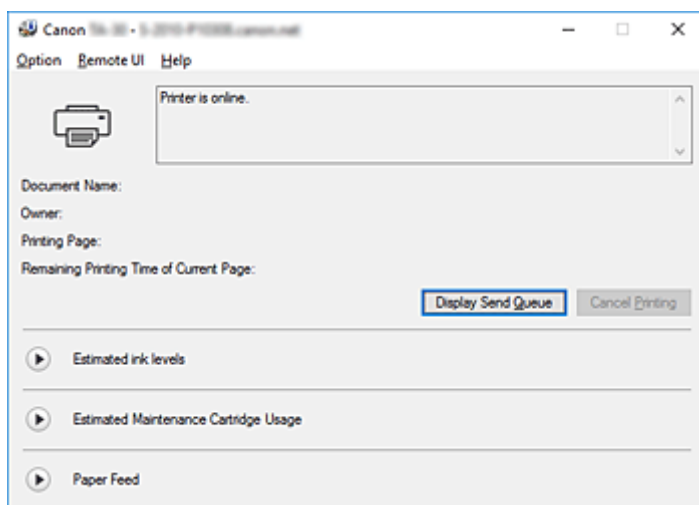 Canon
Option Remote UI Help
Printer is online.
Document Name:
Owner:
Printing Page:
Remaining Printing Time of Current Page:
Display Send Queue Cancel Printing
Estimated ink levels
Estimated Maintenance Cartridge Usage
Paper Feed